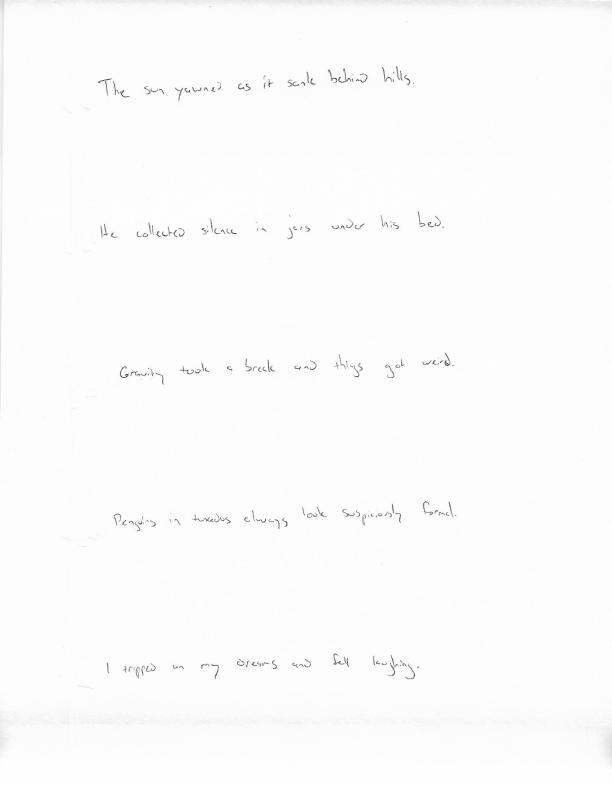 The sun yawned as it sank behind hills.
He collected silence in jars under his bed.
Gravity took a break and things got weird.
Penguins in tuxedos always look suspiciously formal.
I tripped on my dreams and fell laughing.